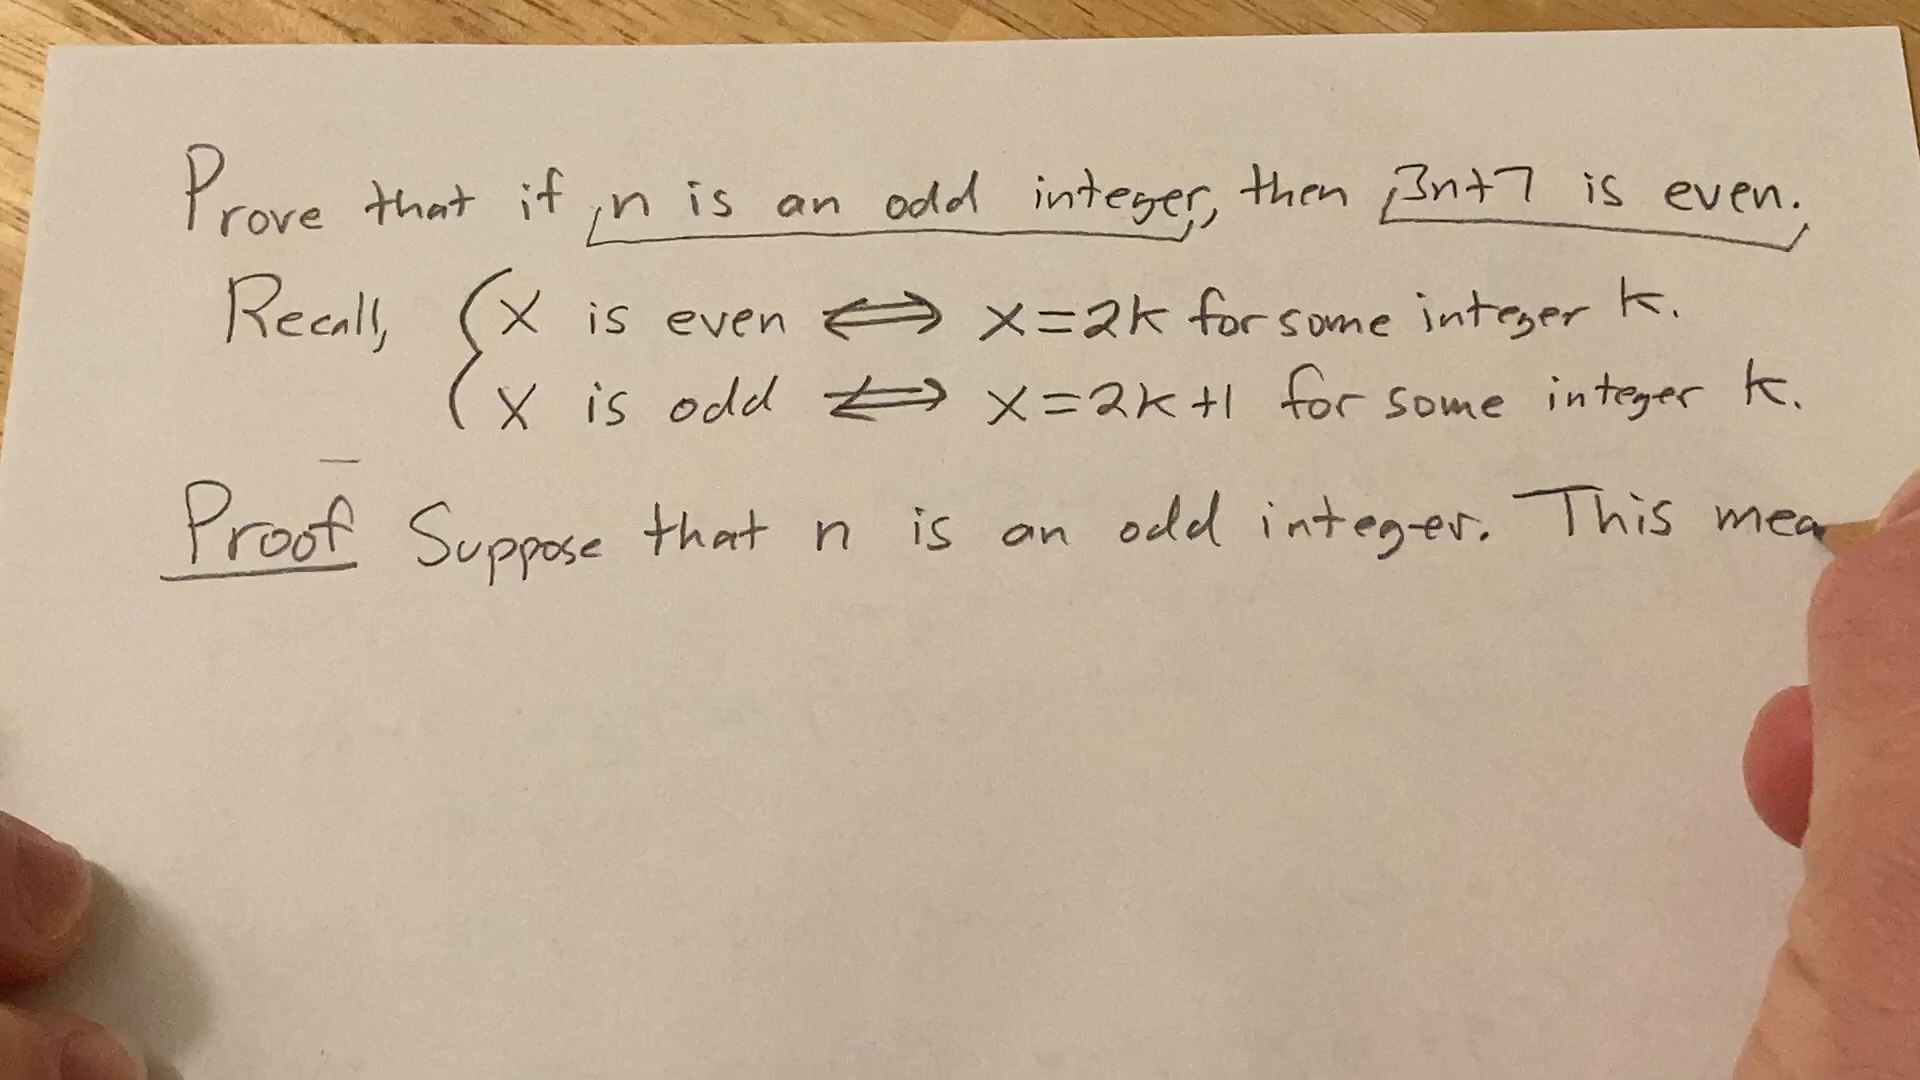 Prove that if n is an odd integer, then 3n+7 is even.
Recall, { X is even ⟺ x=2k for some integer k.
X is odd ⟺ x=2k+1 for some integer k.
Proof Suppose that n is an odd integer. This mea